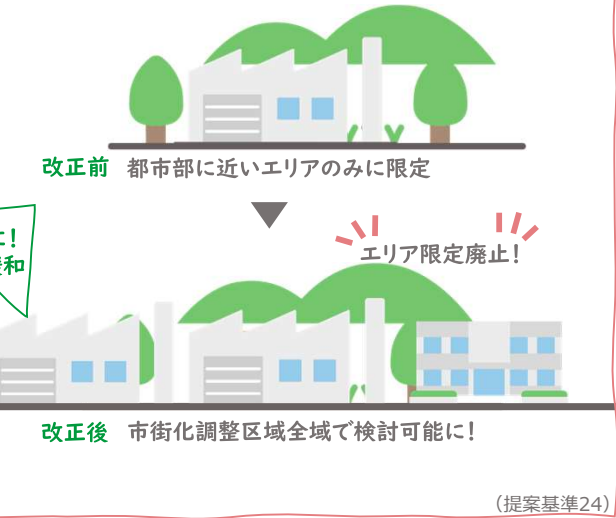 改正前 都市部に近いエリアのみに限定
に!
和
エリア限定廃止!
改正後 市街化調整区域全域で検討可能に!
(提案基準24)